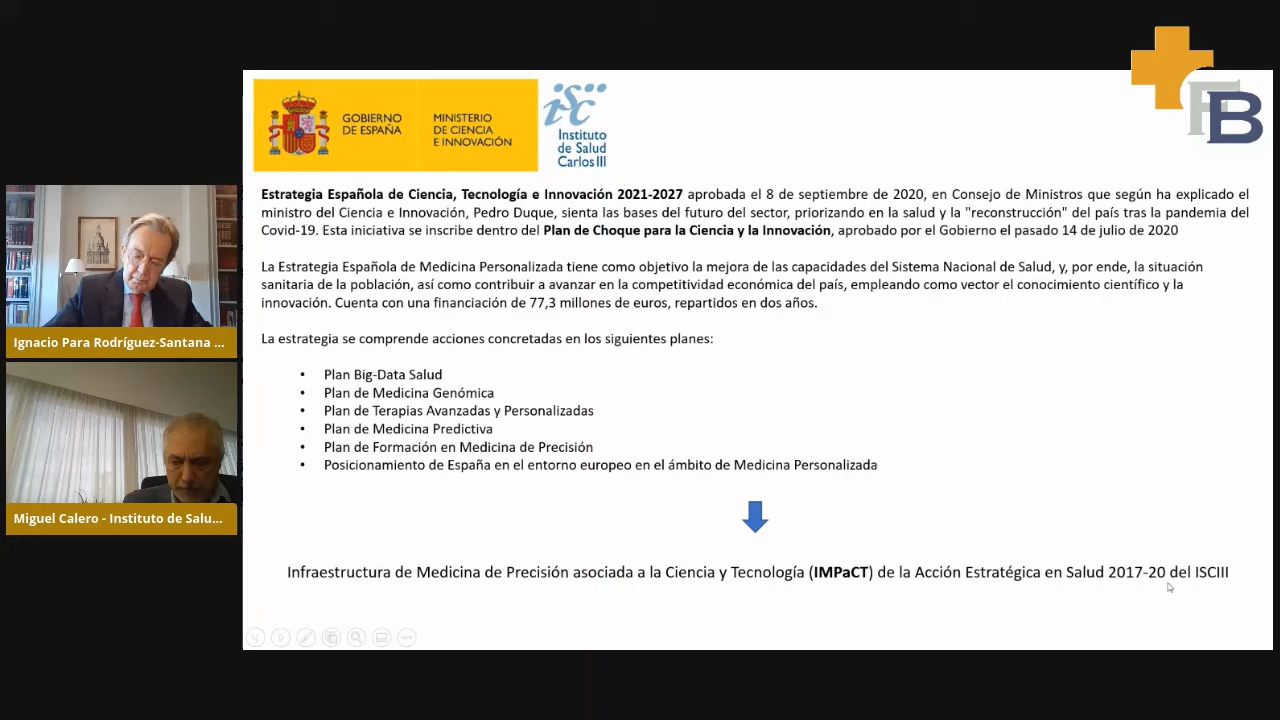 GOBIERNO
DE ESPAÑA
MINISTERIO
DE CIENCIA
E INNOVACIÓN
isc
Instituto
de Salud
Carlos III
FB
Estrategia Española de Ciencia, Tecnología e Innovación 2021-2027 aprobada el 8 de septiembre de 2020, en Consejo de Ministros que según ha explicado el
ministro del Ciencia e Innovación, Pedro Duque, sienta las bases del futuro del sector, priorizando en la salud y la "reconstrucción" del país tras la pandemia del
Covid-19. Esta iniciativa se inscribe dentro del Plan de Choque para la Ciencia y la Innovación, aprobado por el Gobierno el pasado 14 de julio de 2020
La Estrategia Española de Medicina Personalizada tiene como objetivo la mejora de las capacidades del Sistema Nacional de Salud, y, por ende, la situación
sanitaria de la población, así como contribuir a avanzar en la competitividad económica del país, empleando como vector el conocimiento científico y la
innovación. Cuenta con una financiación de 77,3 millones de euros, repartidos en dos años.
La estrategia se comprende acciones concretadas en los siguientes planes:
• Plan Big-Data Salud
• Plan de Medicina Genómica
• Plan de Terapias Avanzadas y Personalizadas
• Plan de Medicina Predictiva
• Plan de Formación en Medicina de Precisión
• Posicionamiento de España en el entorno europeo en el ámbito de Medicina Personalizada
Infraestructura de Medicina de Precisión asociada a la Ciencia y Tecnología (IMPaCT) de la Acción Estratégica en Salud 2017-20 del ISCIII
Ignacio Para Rodríguez-Santana ...
Miguel Calero - Instituto de Salu...